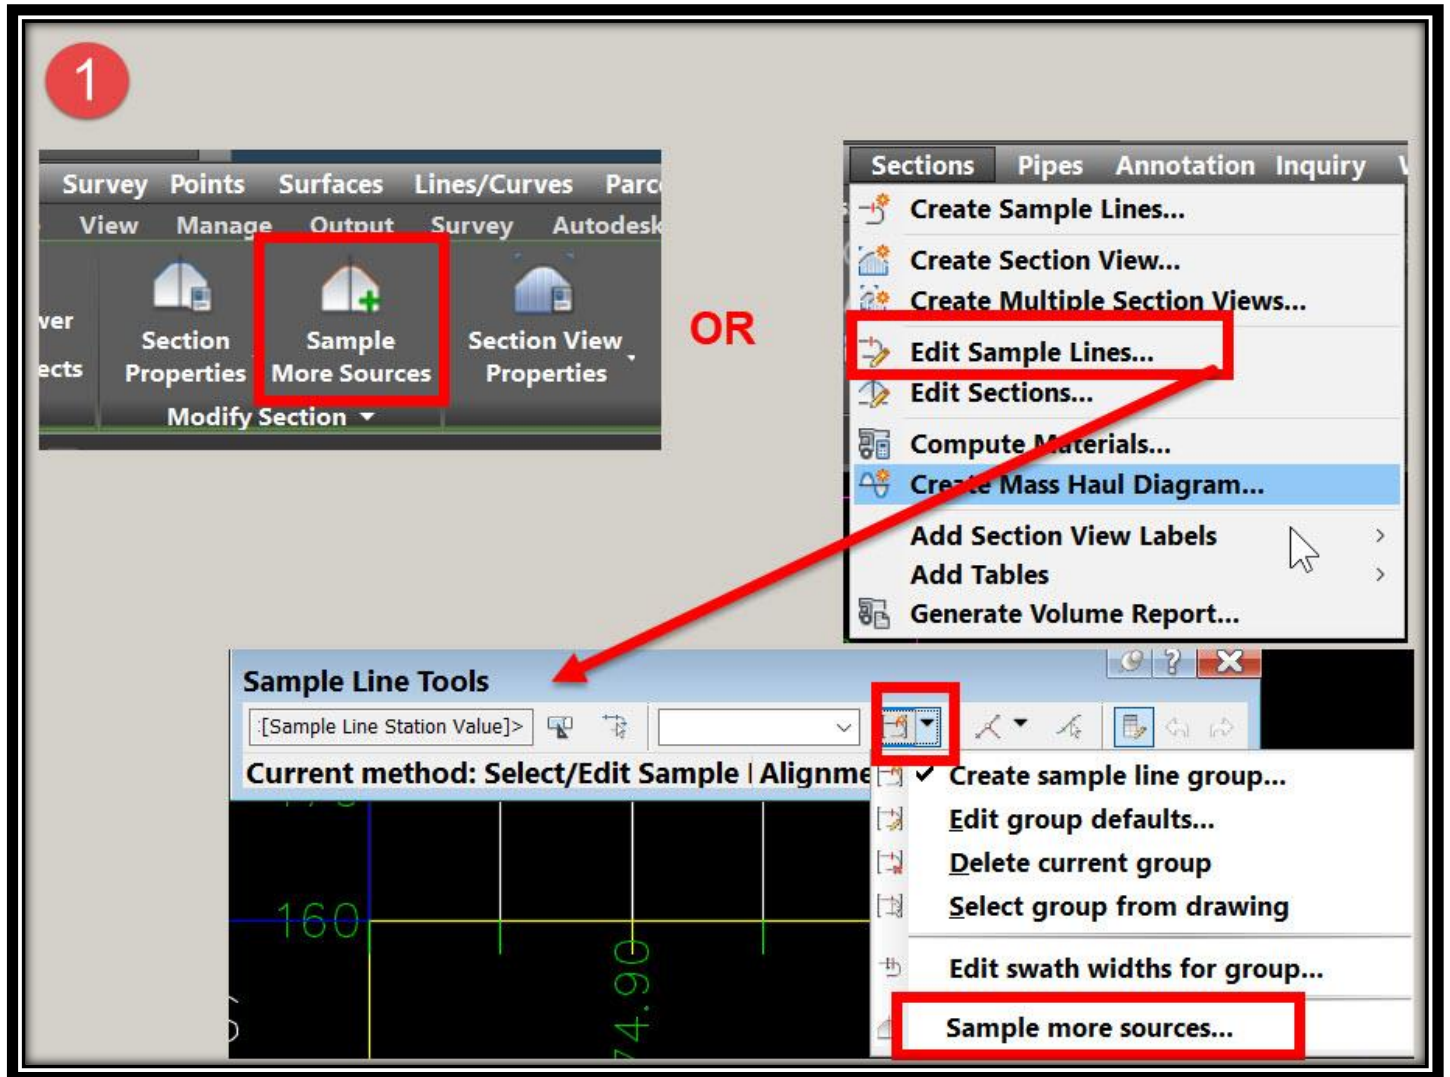 1
Survey Points Surfaces Lines/Curves Parc
View Manage Output Survey Autodesk
ver
ects
Section
Properties
Sample
More Sources
Section View
Properties
Modify Section
OR
Sections Pipes Annotation Inquiry
Create Sample Lines...
Create Section View...
Create Multiple Section Views...
Edit Sample Lines...
Edit Sections...
Compute Materials...
Create Mass Haul Diagram...
Add Section View Labels
Add Tables
Generate Volume Report...
Sample Line Tools
:[Sample Line Station Value]>
Current method: Select/Edit Sample Alignme
Create sample line group...
Edit group defaults...
Delete current group
Select group from drawing
Edit swath widths for group...
Sample more sources...
160
74.90